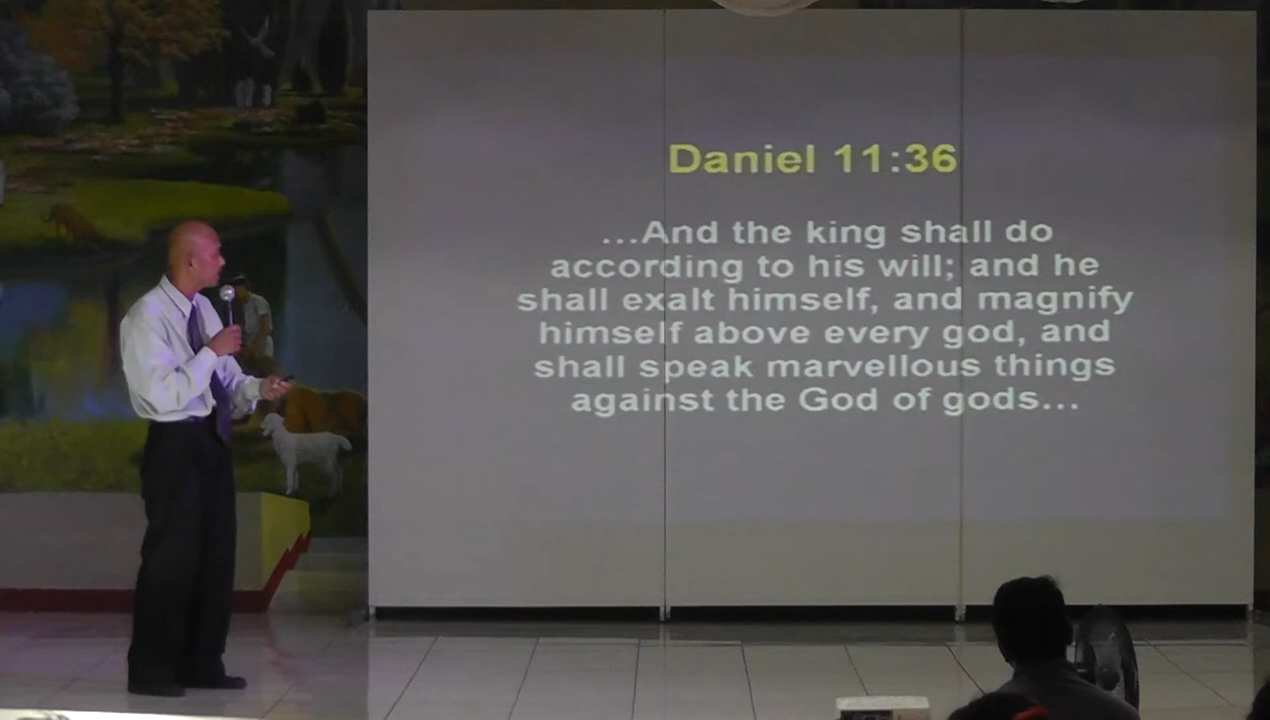 Daniel 11:36
...And the king shall do
according to his will; and he
shall exalt himself, and magnify
himself above every god, and
shall speak marvellous things
against the God of gods...